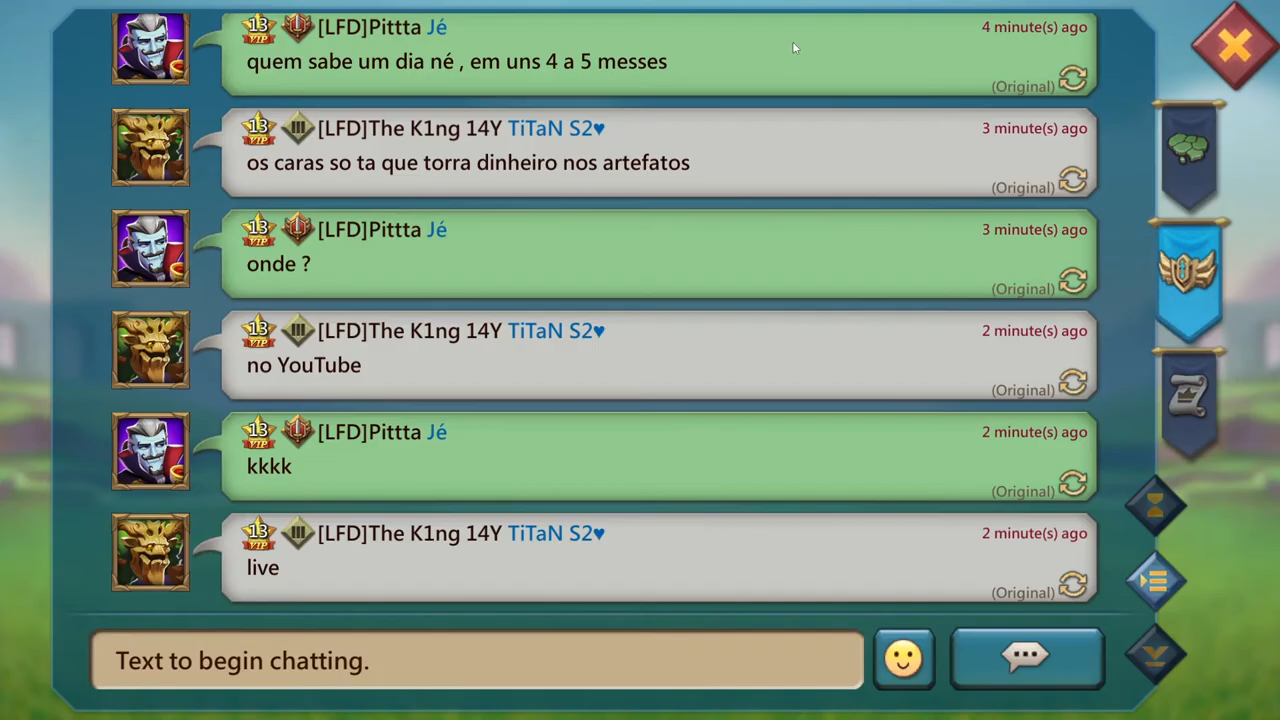 13 VIP [LFD]Pittta Jé 4 minute(s) ago
quem sabe um dia né , em uns 4 a 5 messes
(Original)
13 VIP III [LFD]The K1ng 14Y TiTaN S2♥ 3 minute(s) ago
os caras so ta que torra dinheiro nos artefatos
(Original)
13 VIP I [LFD]Pittta Jé 3 minute(s) ago
onde ?
(Original)
13 VIP III [LFD]The K1ng 14Y TiTaN S2♥ 2 minute(s) ago
no YouTube
(Original)
13 VIP I [LFD]Pittta Jé 2 minute(s) ago
kkkk
(Original)
13 VIP III [LFD]The K1ng 14Y TiTaN S2♥ 2 minute(s) ago
live
(Original)
Text to begin chatting.